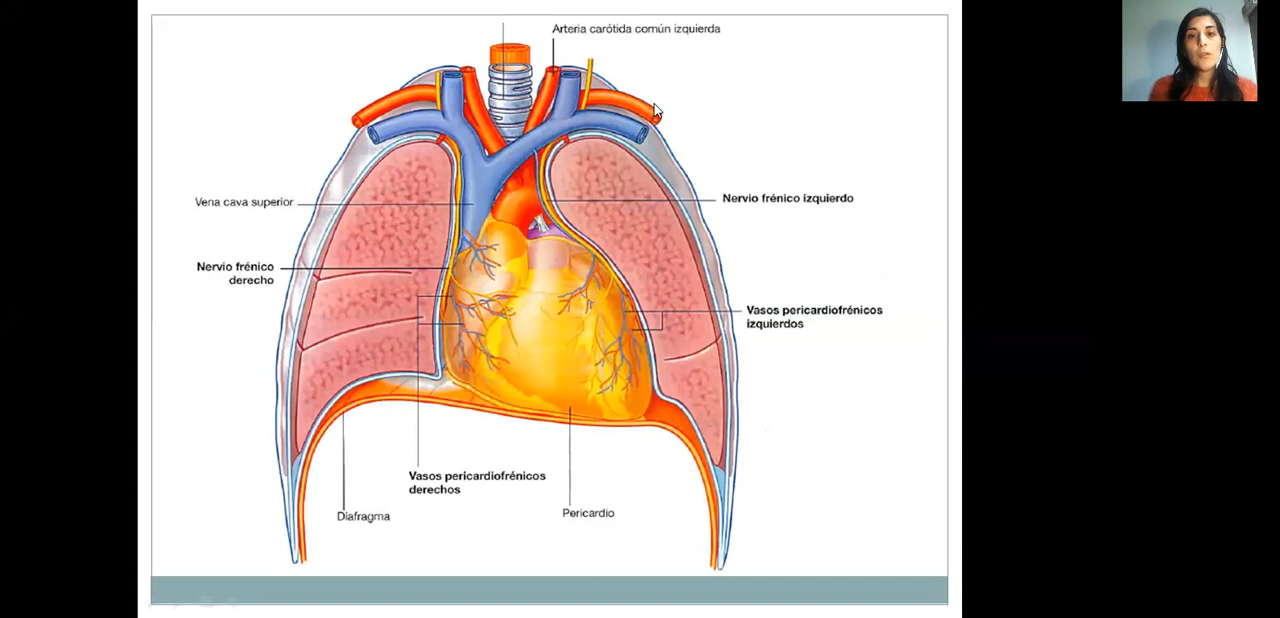 Arteria carótida común izquierda
Vena cava superior
Nervio frénico izquierdo
Nervio frénico
derecho
Vasos pericardiofrénicos
izquierdos
Vasos pericardiofrénicos
derechos
Pericardio
Diafragma